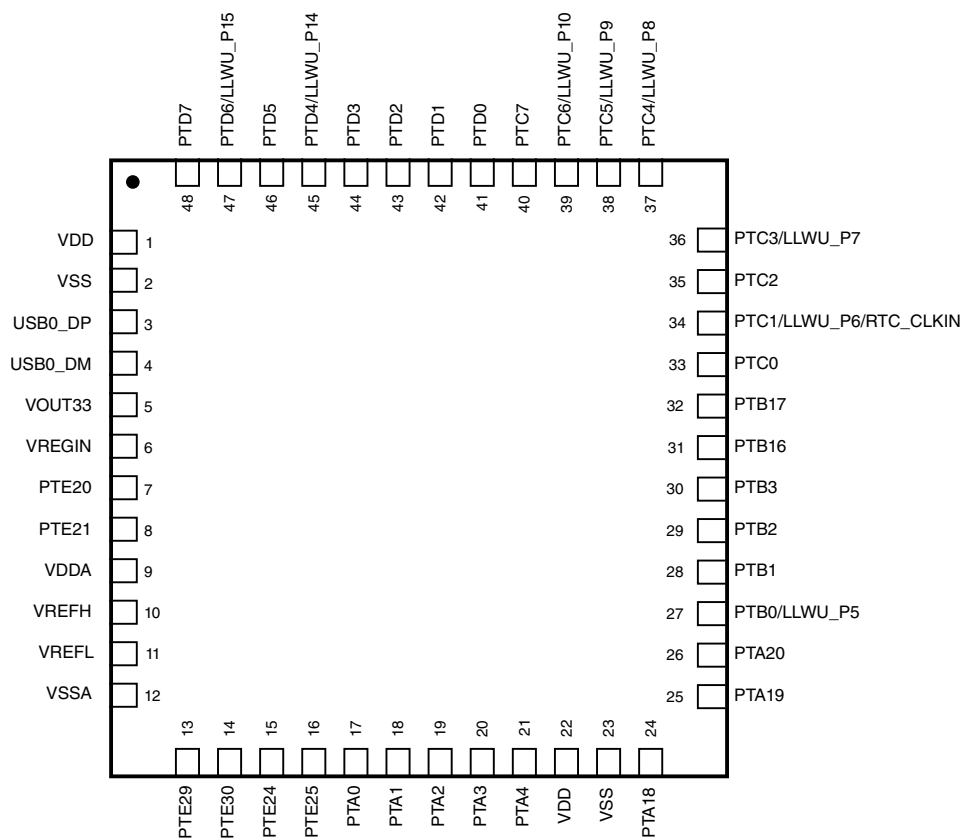 PTD7
PTD6/LLWU_P15
PTD5
PTD4/LLWU_P14
PTD3
PTD2
PTD1
PTD0
PTC7
PTC6/LLWU_P10
PTC5/LLWU_P9
PTC4/LLWU_P8
48
47
46
45
44
43
42
41
40
39
38
37
VDD 1
VSS 2
USB0_DP 3
USB0_DM 4
VOUT33 5
VREGIN 6
PTE20 7
PTE21 8
VDDA 9
VREFH 10
VREFL 11
VSSA 12
36 PTC3/LLWU_P7
35 PTC2
34 PTC1/LLWU_P6/RTC_CLKIN
33 PTC0
32 PTB17
31 PTB16
30 PTB3
29 PTB2
28 PTB1
27 PTB0/LLWU_P5
26 PTA20
25 PTA19
13
14
15
16
17
18
19
20
21
22
23
24
PTE29
PTE30
PTE24
PTE25
PTA0
PTA1
PTA2
PTA3
PTA4
VDD
VSS
PTA18